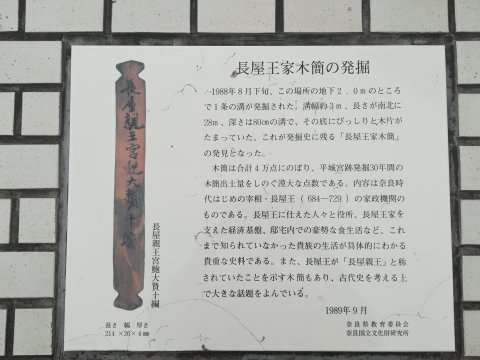 長屋王家木簡の発掘
1988年8月下旬、この場所の地下2.0mのところ
で1条の溝が発掘された。溝幅約3m、長さが南北に
28m、深さは80cmの溝で、その底にびっしりと木片が
たまっていた。これが発掘史に残る「長屋王家木簡」
の発見となった。
木簡は合計4万点にのぼり、平城宮跡発掘30年間の
木簡出土量をしのぐ漠大な点数である。内容は奈良時
代はじめの宰相・長屋王(684―729)の家政機関の
ものである。長屋王に仕えた人々と役所、長屋王家を
支えた経済基盤、邸宅内での豪勢な食生活など、これ
まで知られていなかった貴族の生活が具体的にわかる
貴重な史料である。また、長屋王が「長屋親王」と称
されていたことを示す木簡もあり、古代史を考える上
で大きな話題をよんでいる。
1989年9月
奈良県教育委員会
奈良国立文化財研究所
長屋親王宮鮑大贄十編
長屋親王宮鮑大贄十編
長さ 幅 厚さ
214×26×4mm